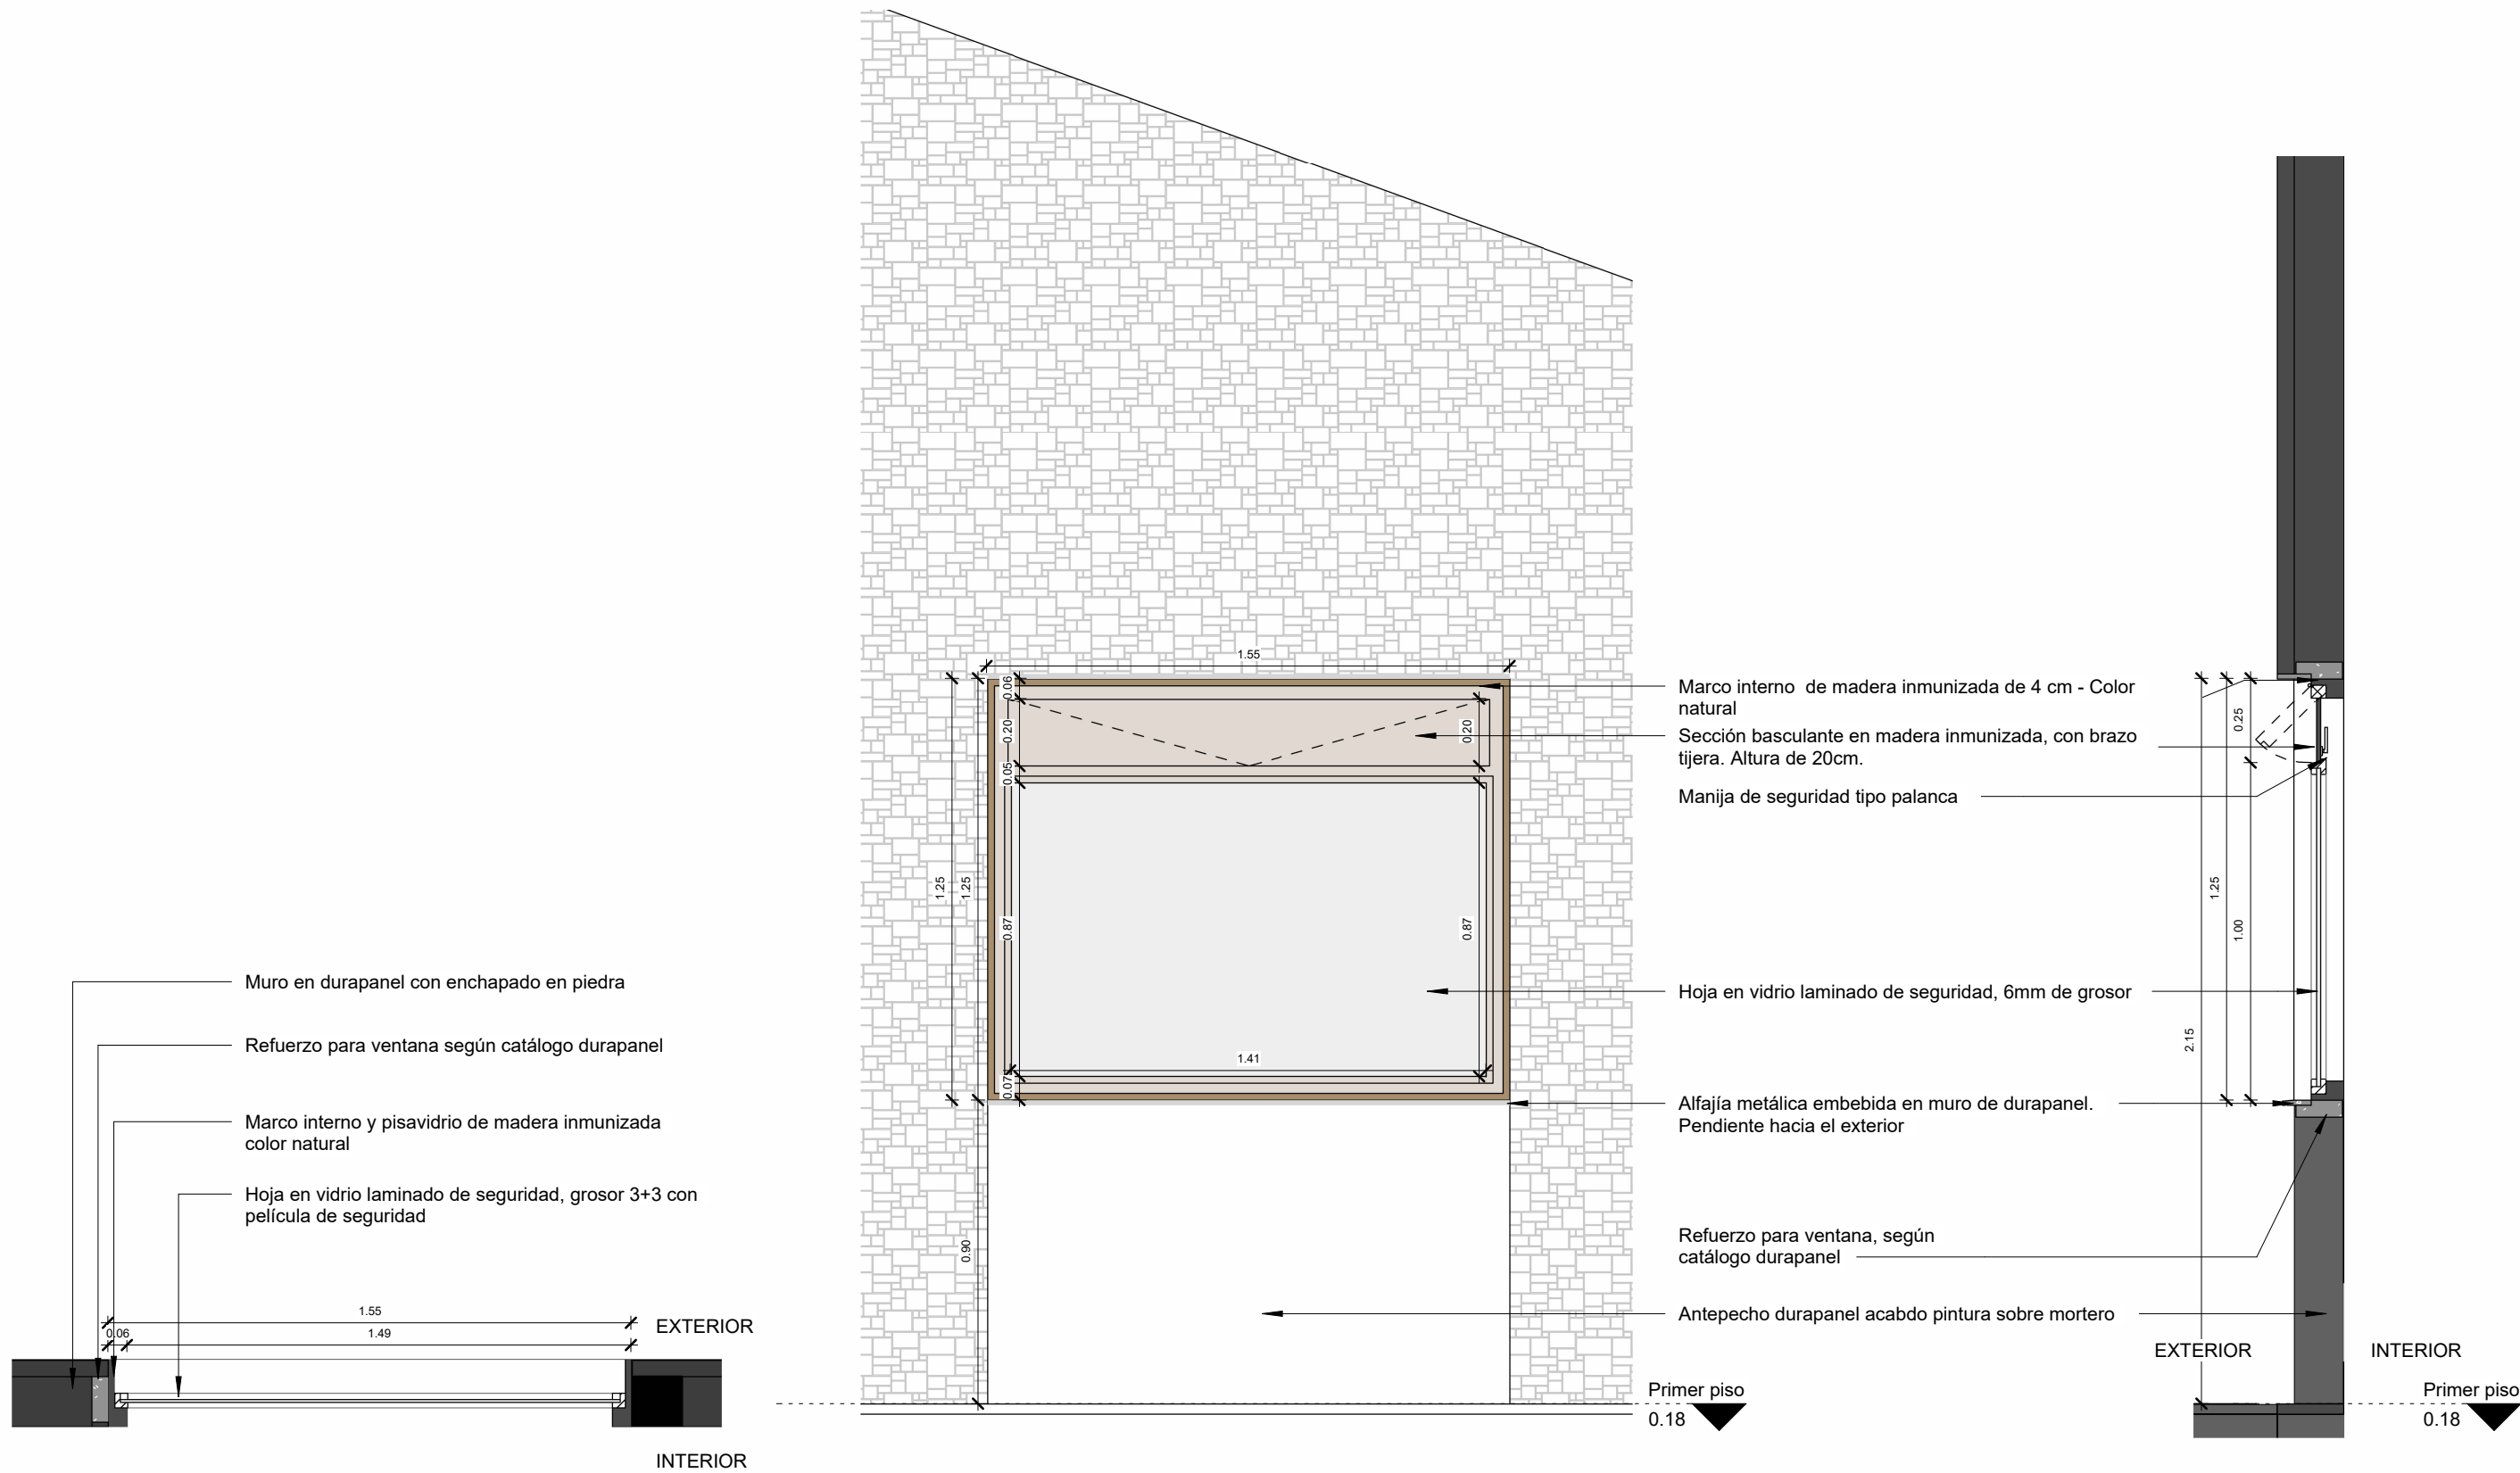 Muro en durapanel con enchapado en piedra
Refuerzo para ventana según catálogo durapanel
Marco interno y pisavidrio de madera inmunizada
color natural
Hoja en vidrio laminado de seguridad, grosor 3+3 con
película de seguridad
1.55
0.06
1.49
EXTERIOR
INTERIOR
1.55
0.06
0.20
0.20
0.05
1.25
1.25
0.87
0.87
1.41
0.07
0.90
Marco interno  de madera inmunizada de 4 cm - Color
natural
Sección basculante en madera inmunizada, con brazo
tijera. Altura de 20cm.
Manija de seguridad tipo palanca
Hoja en vidrio laminado de seguridad, 6mm de grosor
Alfajía metálica embebida en muro de durapanel.
Pendiente hacia el exterior
Refuerzo para ventana, según
catálogo durapanel
Antepecho durapanel acabdo pintura sobre mortero
Primer piso
0.18
0.25
1.25
1.00
2.15
EXTERIOR
INTERIOR
Primer piso
0.18